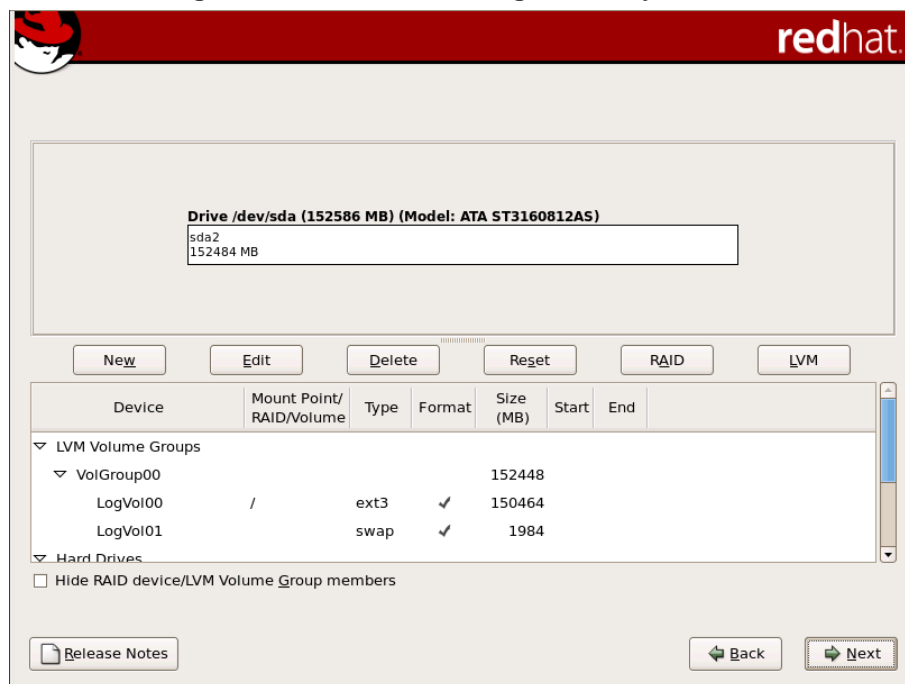 redhat.
Drive /dev/sda (152586 MB) (Model: ATA ST3160812AS)
sda2
152484 MB
New Edit Delete Reset RAID LVM
Device Mount Point/ RAID/Volume Type Format Size (MB) Start End
LVM Volume Groups
VolGroup00 152448
LogVol00 / ext3 150464
LogVol01 swap 1984
Hard Drives
Hide RAID device/LVM Volume Group members
Release Notes Back Next